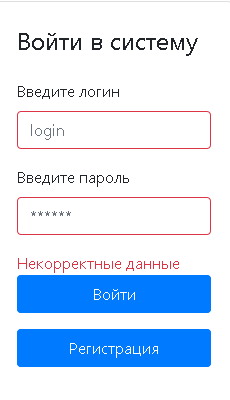 Войти в систему
Введите логин
login
Введите пароль
******
Некорректные данные
Войти
Регистрация